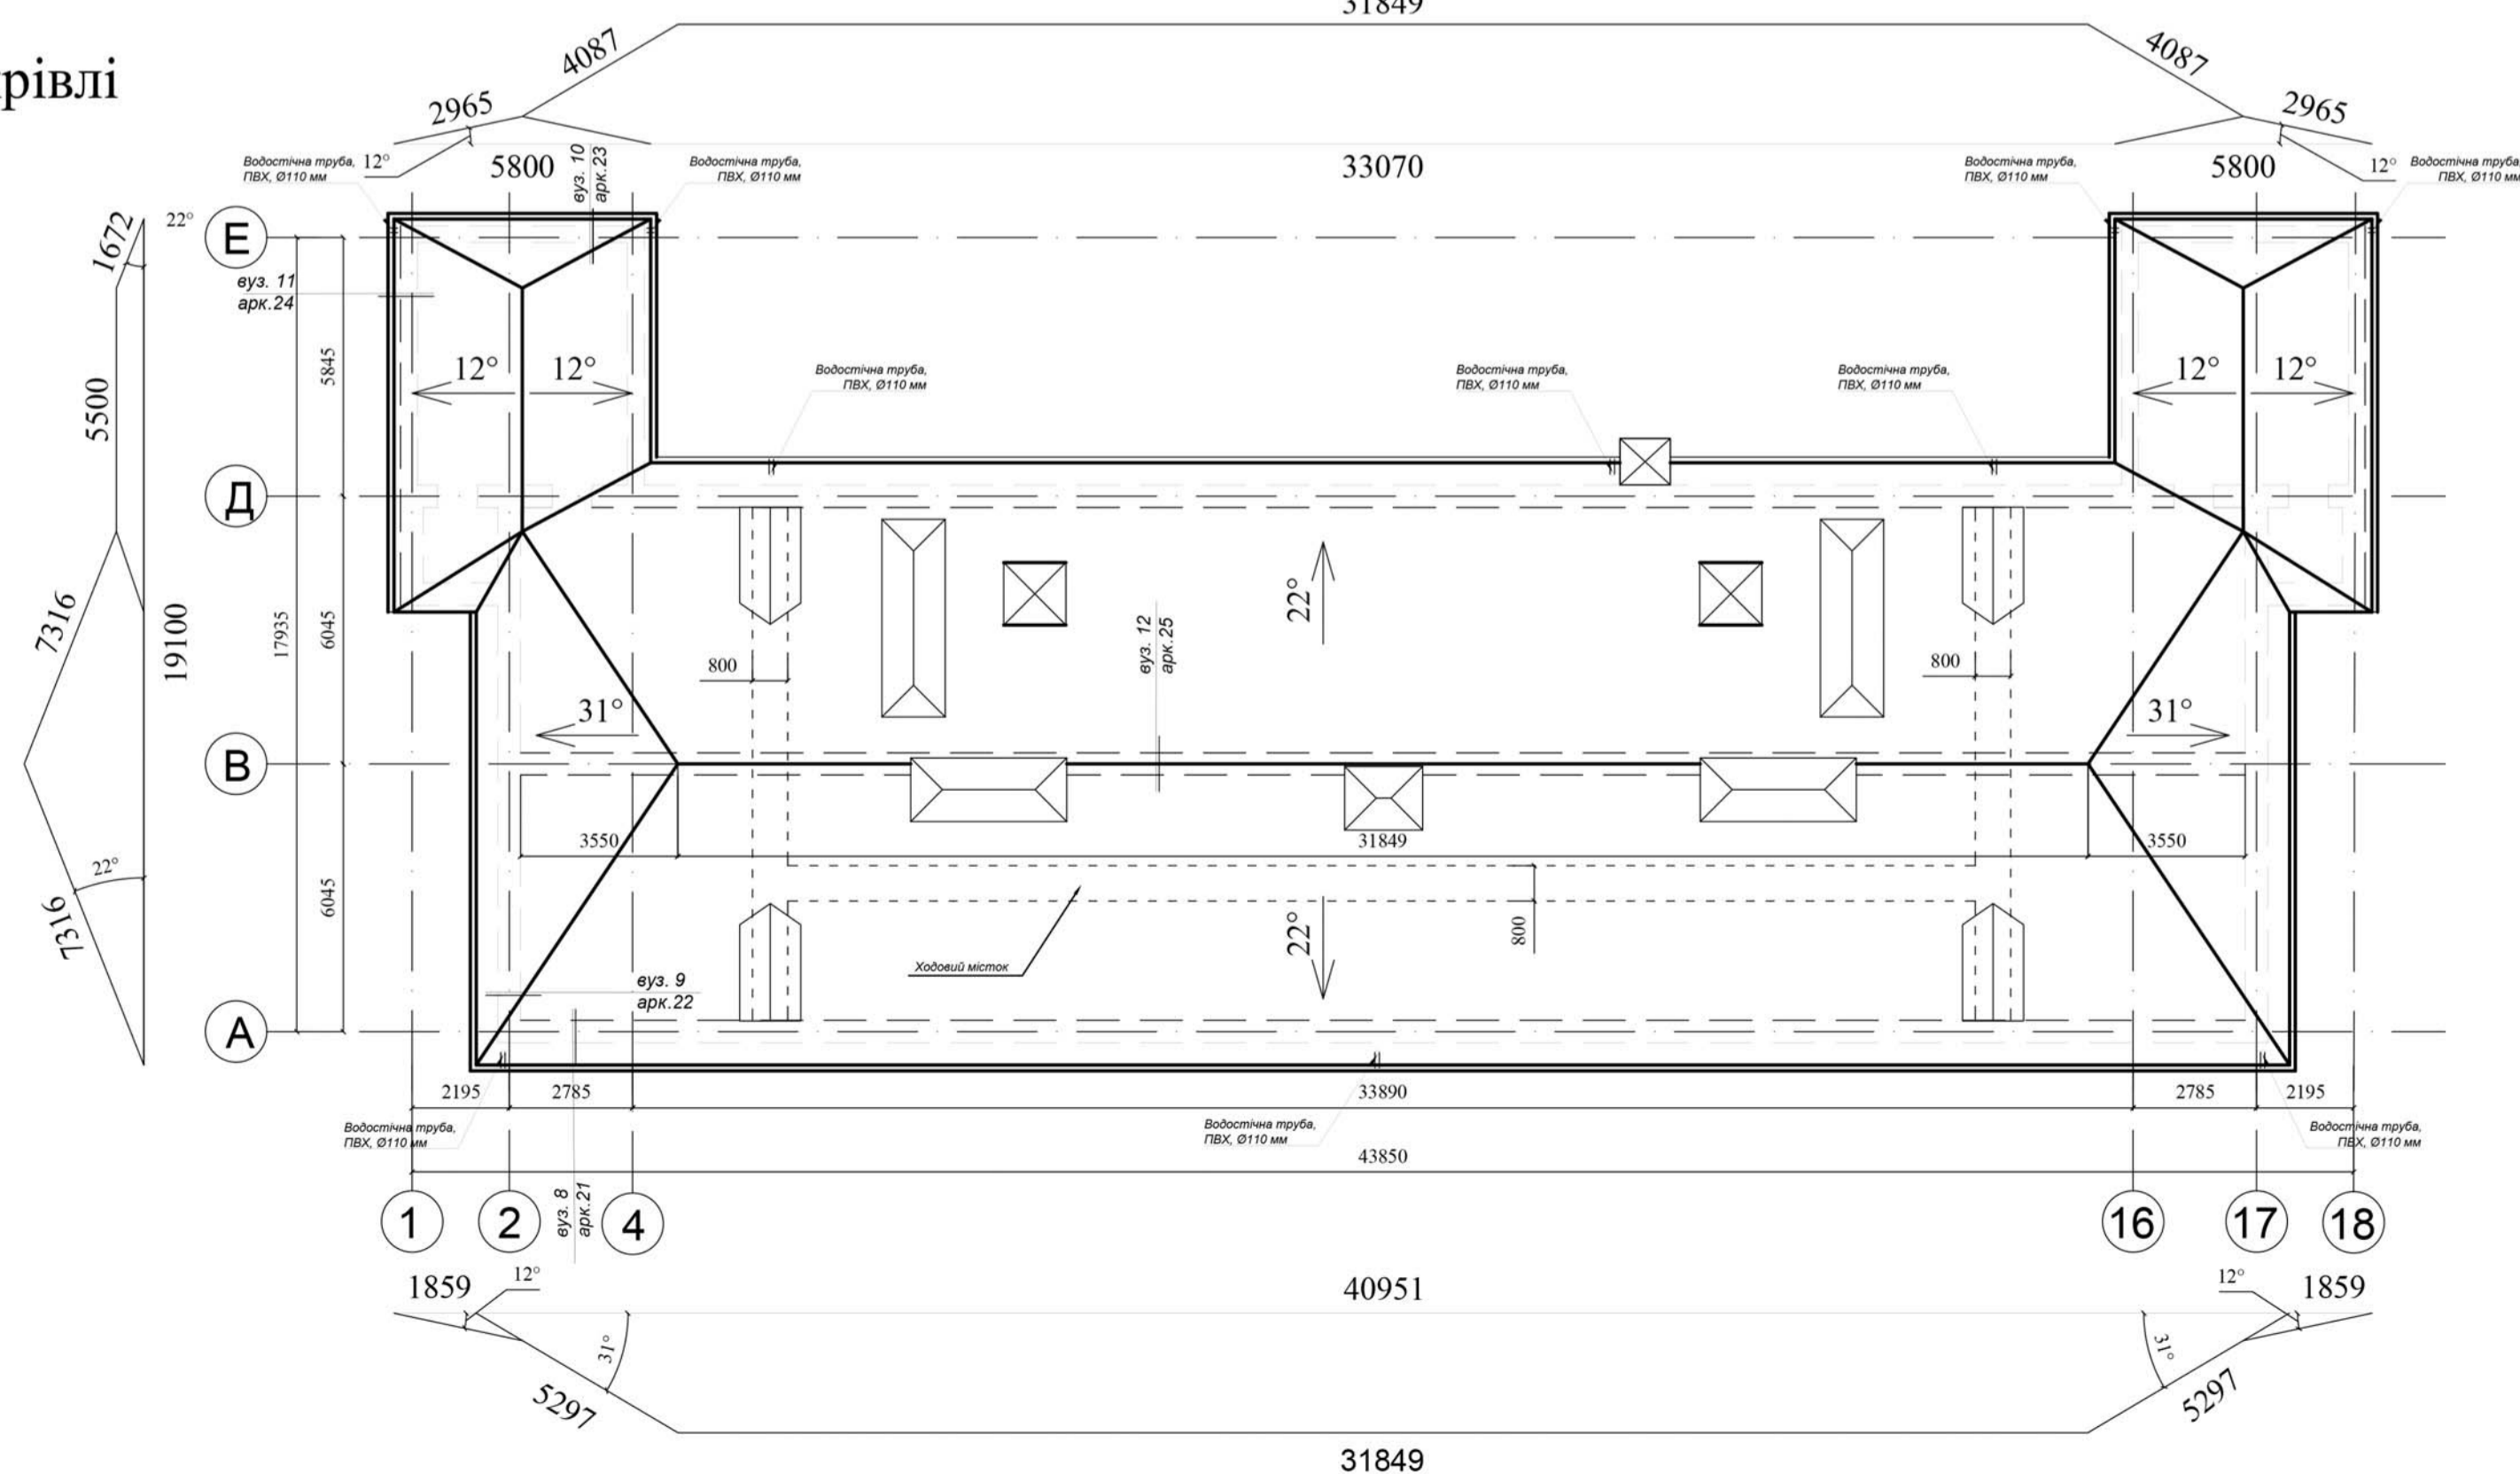 31849
рівлі
4087
4087
2965
2965
Водостічна труба,
ПВХ, Ø110 мм
12°
5800
вуз. 10
арк.23
Водостічна труба,
ПВХ, Ø110 мм
33070
Водостічна труба,
ПВХ, Ø110 мм
5800
12°
Водостічна труба,
ПВХ, Ø110 мм
1672
22°
Е
вуз. 11
арк.24
5845
12°
12°
Водостічна труба,
ПВХ, Ø110 мм
Водостічна труба,
ПВХ, Ø110 мм
Водостічна труба,
ПВХ, Ø110 мм
12°
12°
5500
Д
7316
19100
17935
6045
22°
вуз. 12
арк.25
800
800
31°
31°
В
3550
31849
3550
22°
7316
6045
22°
800
Ходовий місток
вуз. 9
арк.22
А
2195
2785
33890
2785
2195
Водостічна труба,
ПВХ, Ø110 мм
Водостічна труба,
ПВХ, Ø110 мм
Водостічна труба,
ПВХ, Ø110 мм
43850
вуз. 8
арк.21
1
2
4
16
17
18
1859
12°
40951
12°
1859
31°
31°
5297
5297
31849